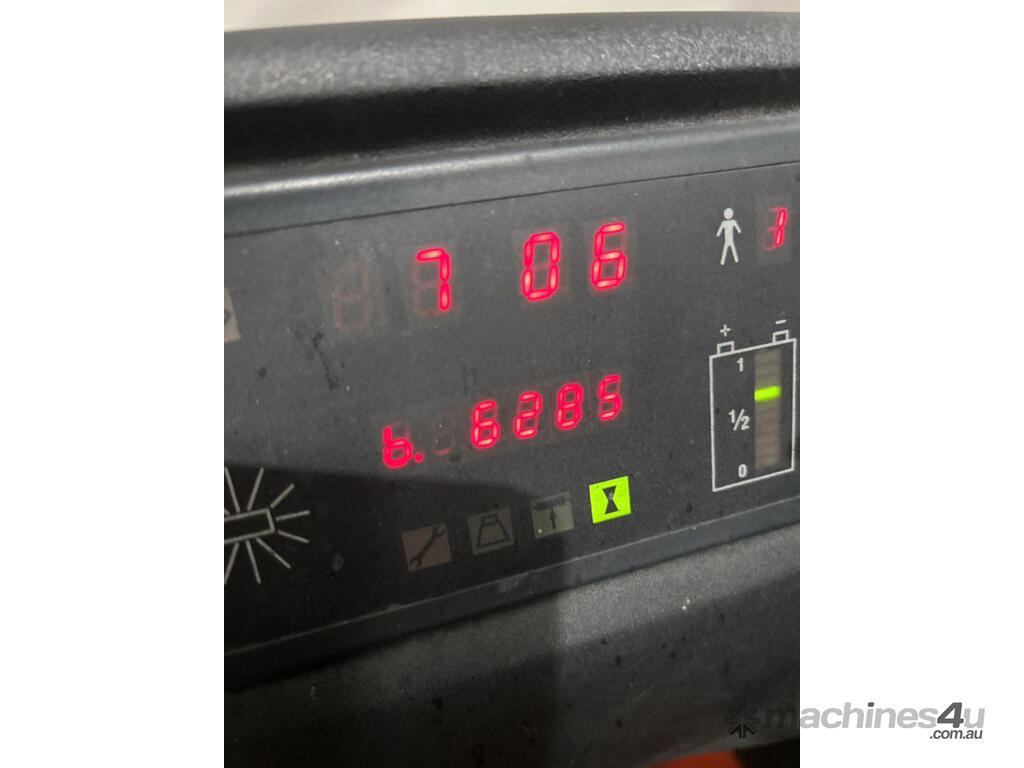 7 06
1
+ -
1
b. 6285
1/2
0
machines4u
.com.au